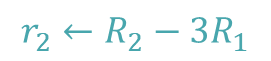 r₂ ← R₂ − 3R₁